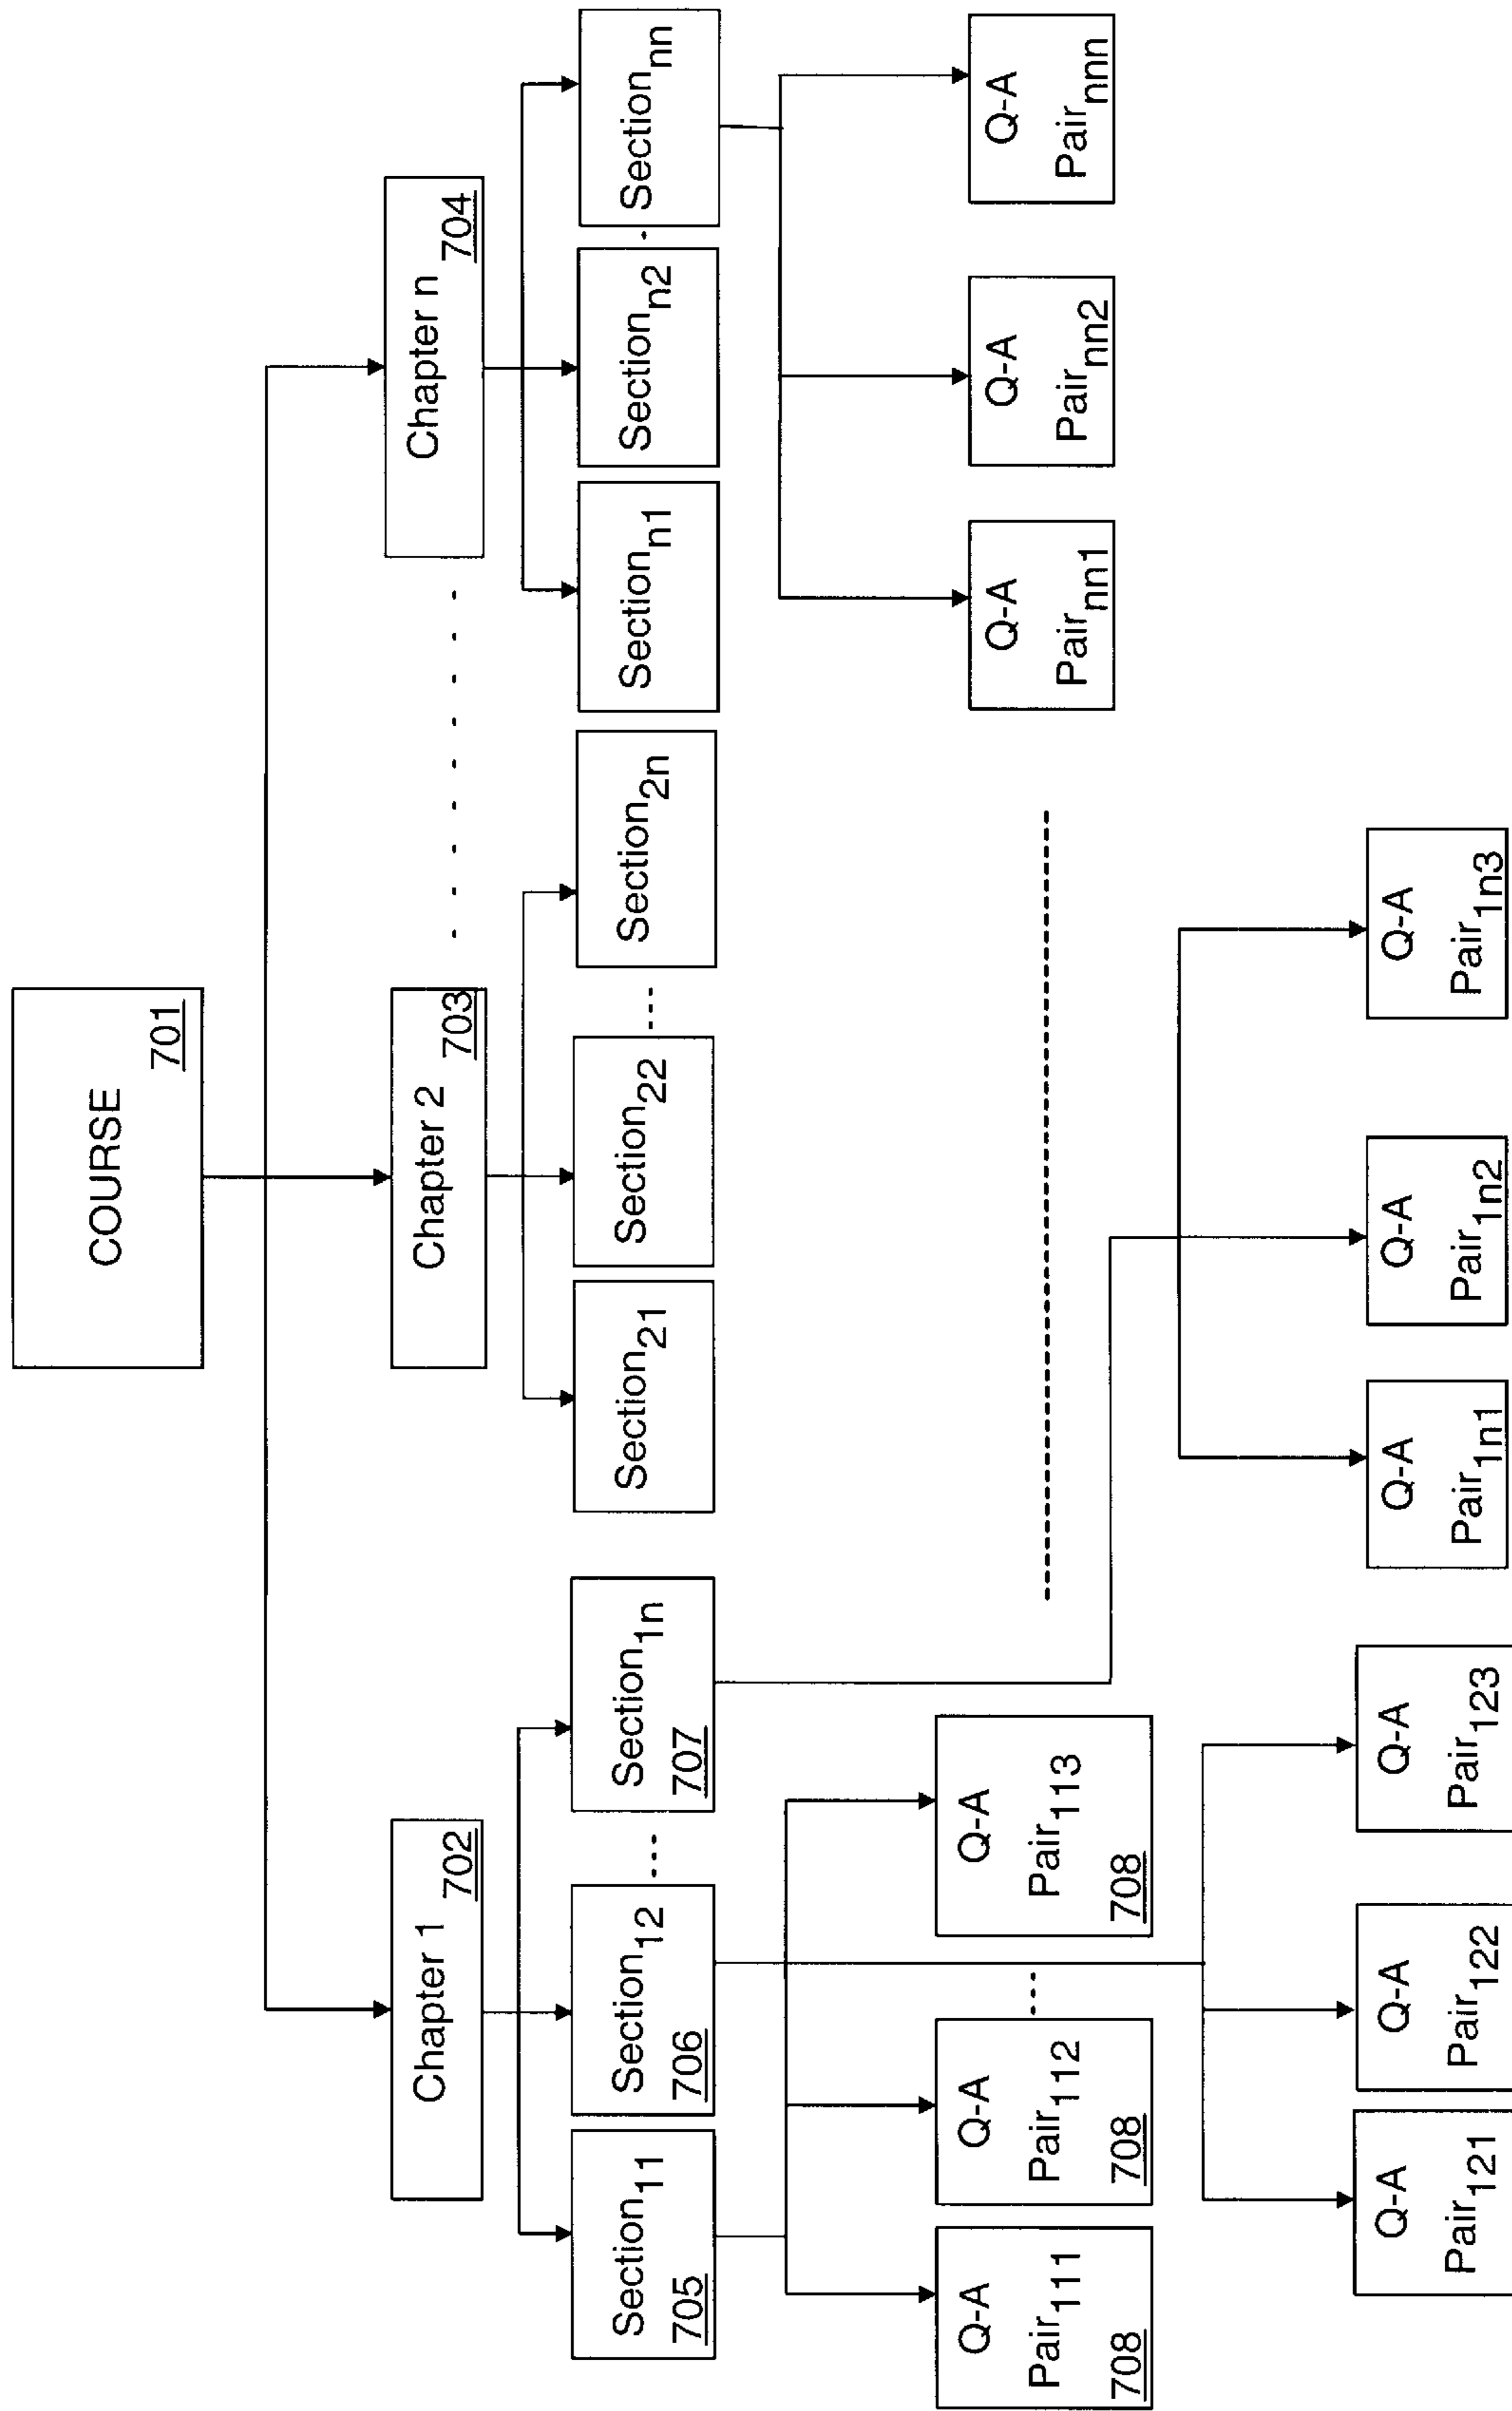 COURSE
701
Chapter 1
702
Chapter 2
703
Chapter n
704
Section11
705
Section12
706
Section1n
707
Section21
Section22
Section2n
Sectionn1
Sectionn2
Sectionnn
Q-A
Pair111
708
Q-A
Pair112
708
Q-A
Pair113
708
Q-A
Pairnn1
Q-A
Pairnn2
Q-A
Pairnnn
Q-A
Pair121
Q-A
Pair122
Q-A
Pair123
Q-A
Pair1n1
Q-A
Pair1n2
Q-A
Pair1n3